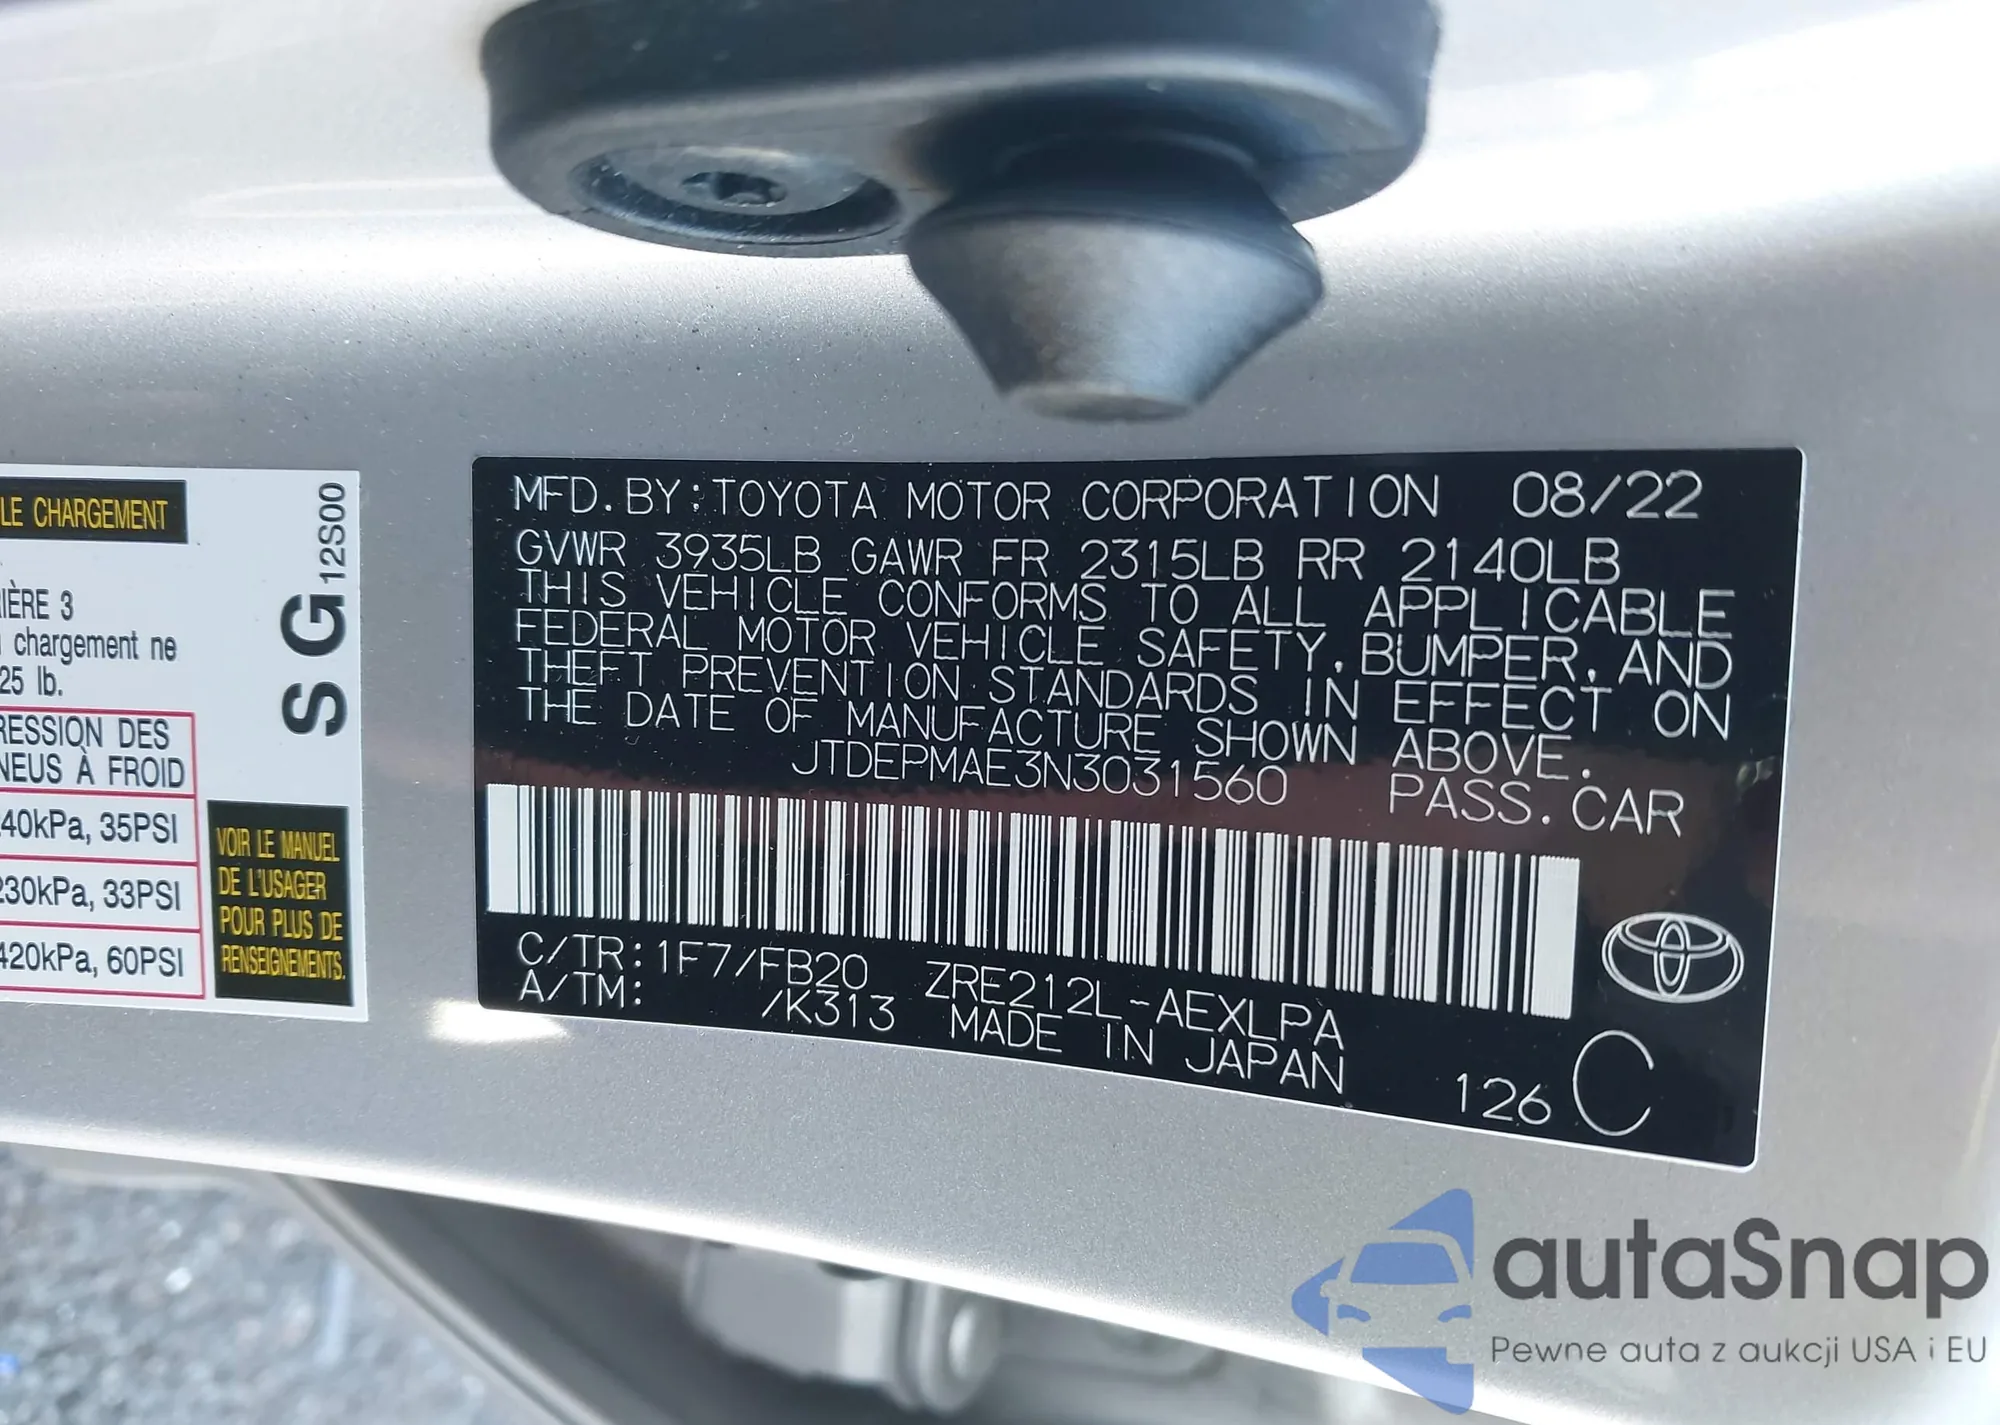 LE CHARGEMENT
12S00
S G
IÈRE 3
chargement ne
25 lb.
RESSION DES
NEUS À FROID
240kPa, 35PSI
230kPa, 33PSI
420kPa, 60PSI
VOIR LE MANUEL
DE L'USAGER
POUR PLUS DE
RENSEIGNEMENTS.
MFD. BY: TOYOTA MOTOR CORPORATION 08/22
GVWR 3935LB GAWR FR 2315LB RR 2140LB
THIS VEHICLE CONFORMS TO ALL APPLICABLE
FEDERAL MOTOR VEHICLE SAFETY, BUMPER, AND
THEFT PREVENTION STANDARDS IN EFFECT ON
THE DATE OF MANUFACTURE SHOWN ABOVE.
JTDEPMAE3N3031560 PASS. CAR
C/TR: 1F7/FB20 ZRE212L-AEXLPA
A/TM: /K313 MADE IN JAPAN
126 C
autaSnap
Pewne auta z aukcji USA i EU